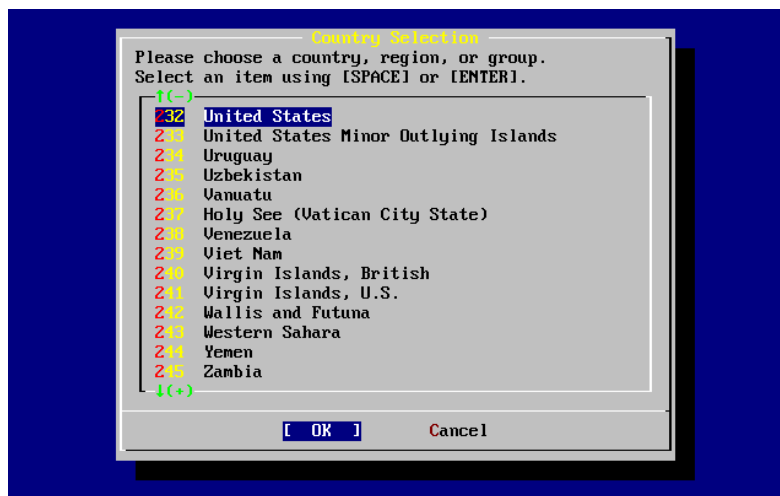 Country Selection
Please choose a country, region, or group.
Select an item using [SPACE] or [ENTER].
↑(-)
232 United States
233 United States Minor Outlying Islands
234 Uruguay
235 Uzbekistan
236 Vanuatu
237 Holy See (Vatican City State)
238 Venezuela
239 Viet Nam
240 Virgin Islands, British
241 Virgin Islands, U.S.
242 Wallis and Futuna
243 Western Sahara
244 Yemen
245 Zambia
↓(+)
[ OK ] Cancel